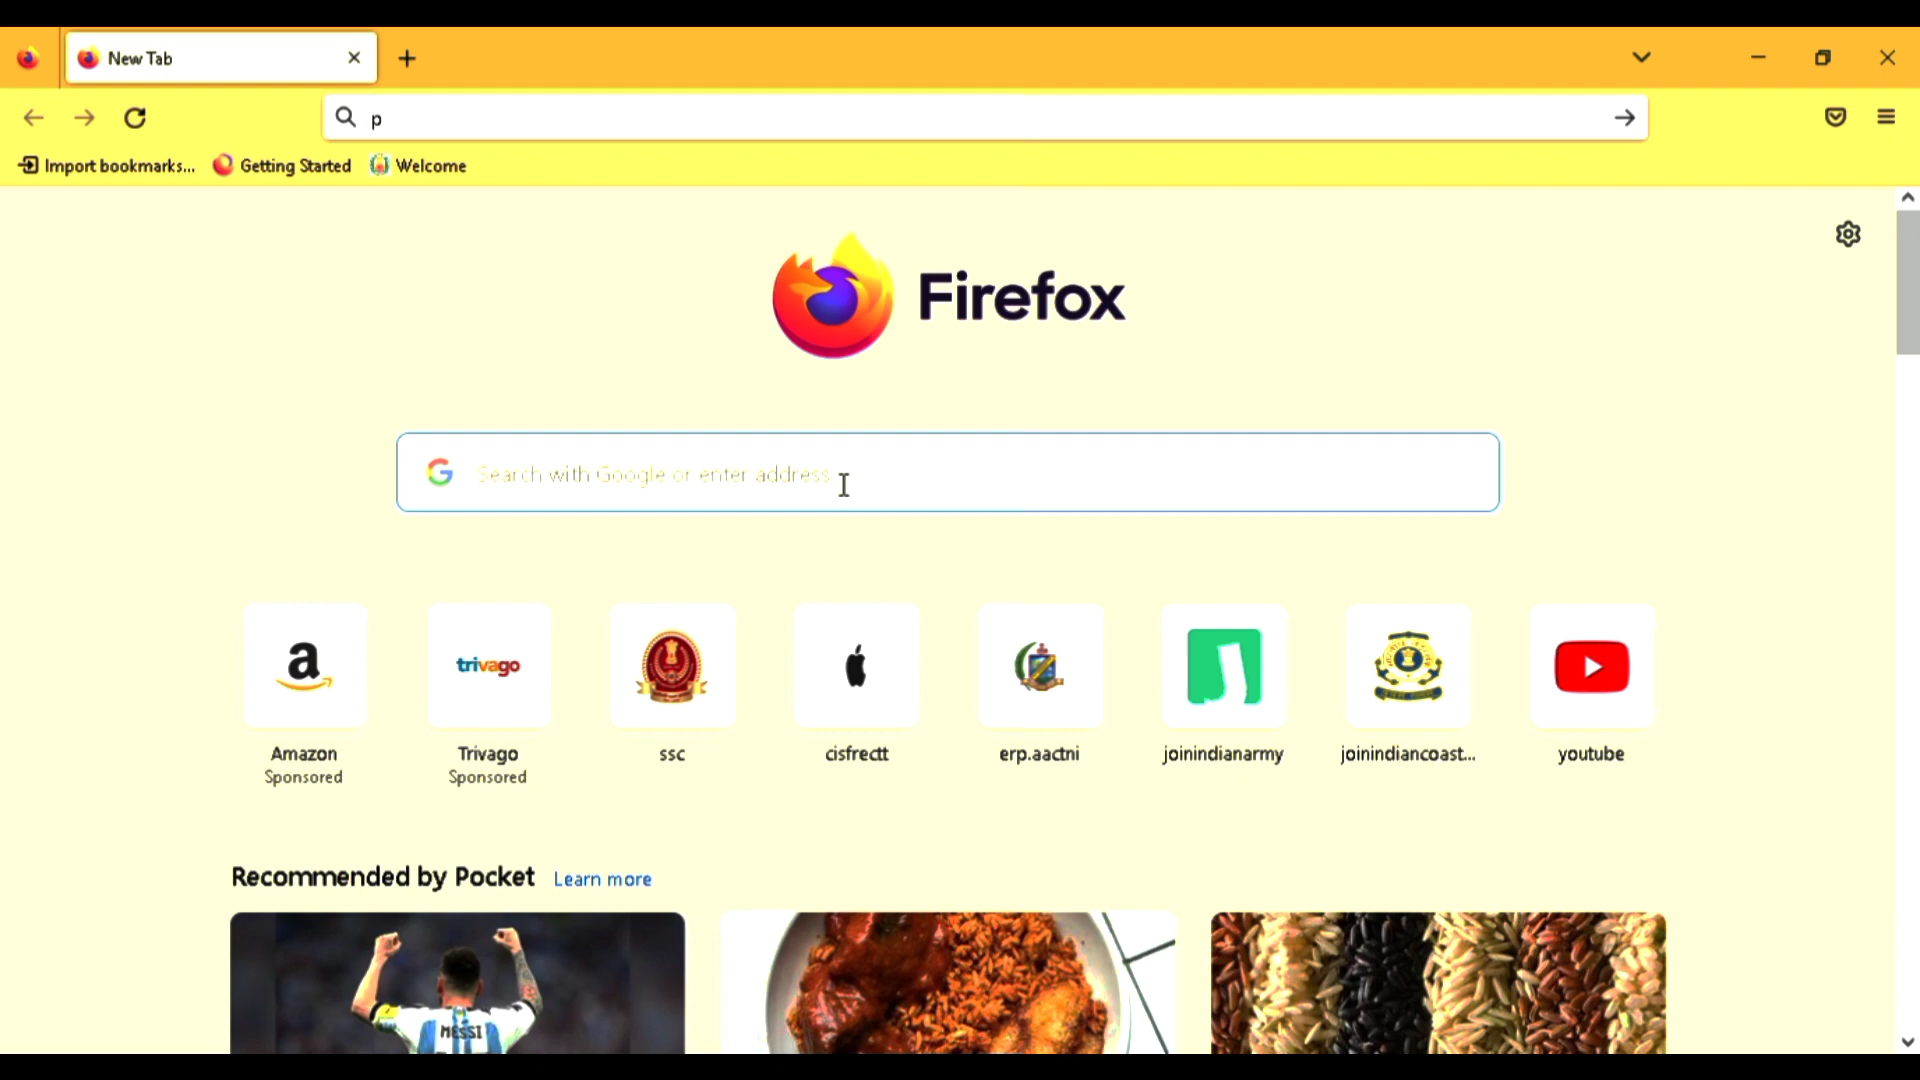 New Tab
p
Import bookmarks...
Getting Started
Welcome
Firefox
Search with Google or enter address
a
trivago
Amazon
Sponsored
Trivago
Sponsored
ssc
cisfrectt
erp.aactni
joinindianarmy
joinindiancoast...
youtube
Recommended by Pocket
Learn more
MESSI